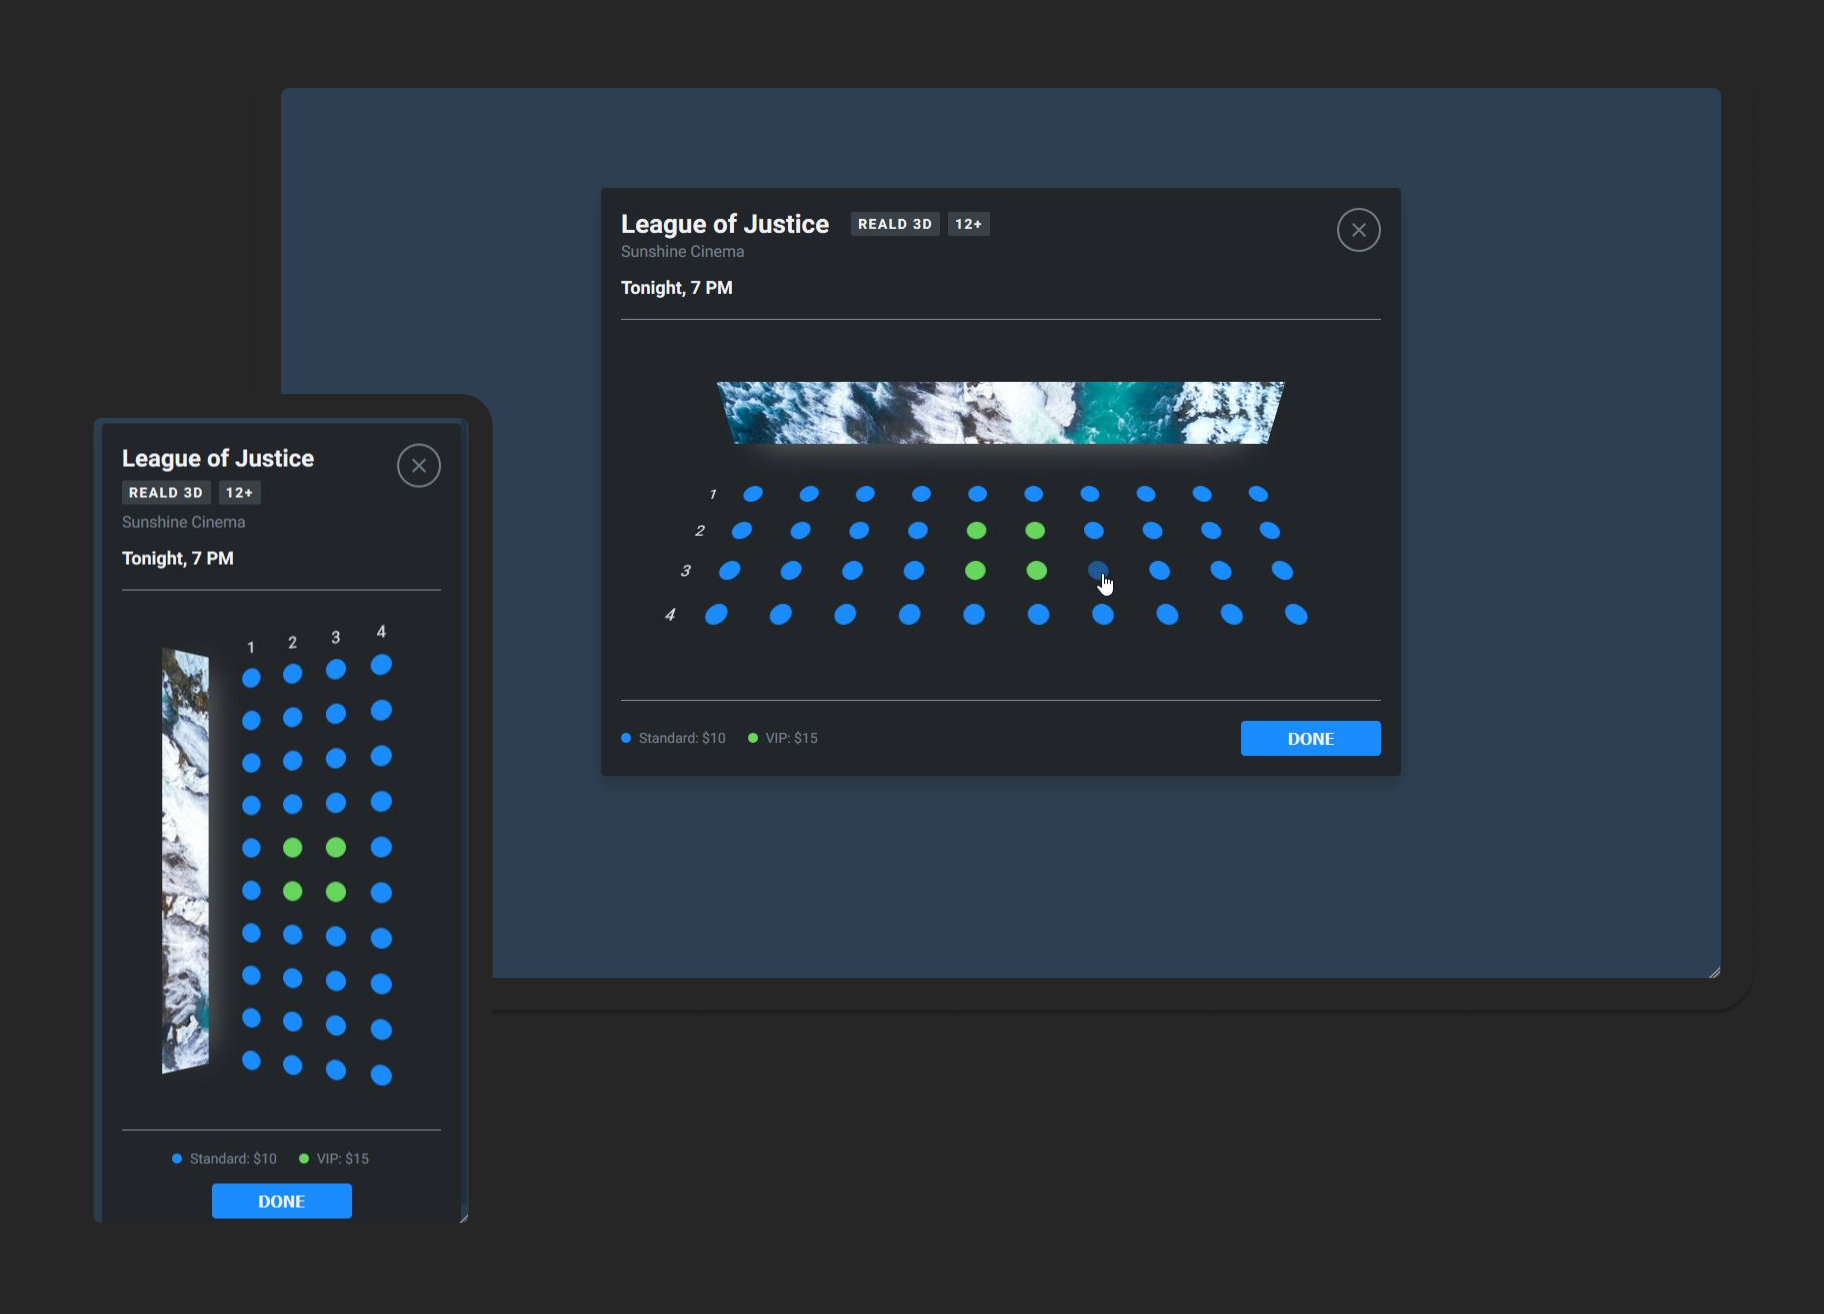 League of Justice REALD 3D 12+
Sunshine Cinema
Tonight, 7 PM
1
2
3
4
Standard: $10 VIP: $15 DONE
League of Justice
REALD 3D 12+
Sunshine Cinema
Tonight, 7 PM
1 2 3 4
Standard: $10 VIP: $15
DONE